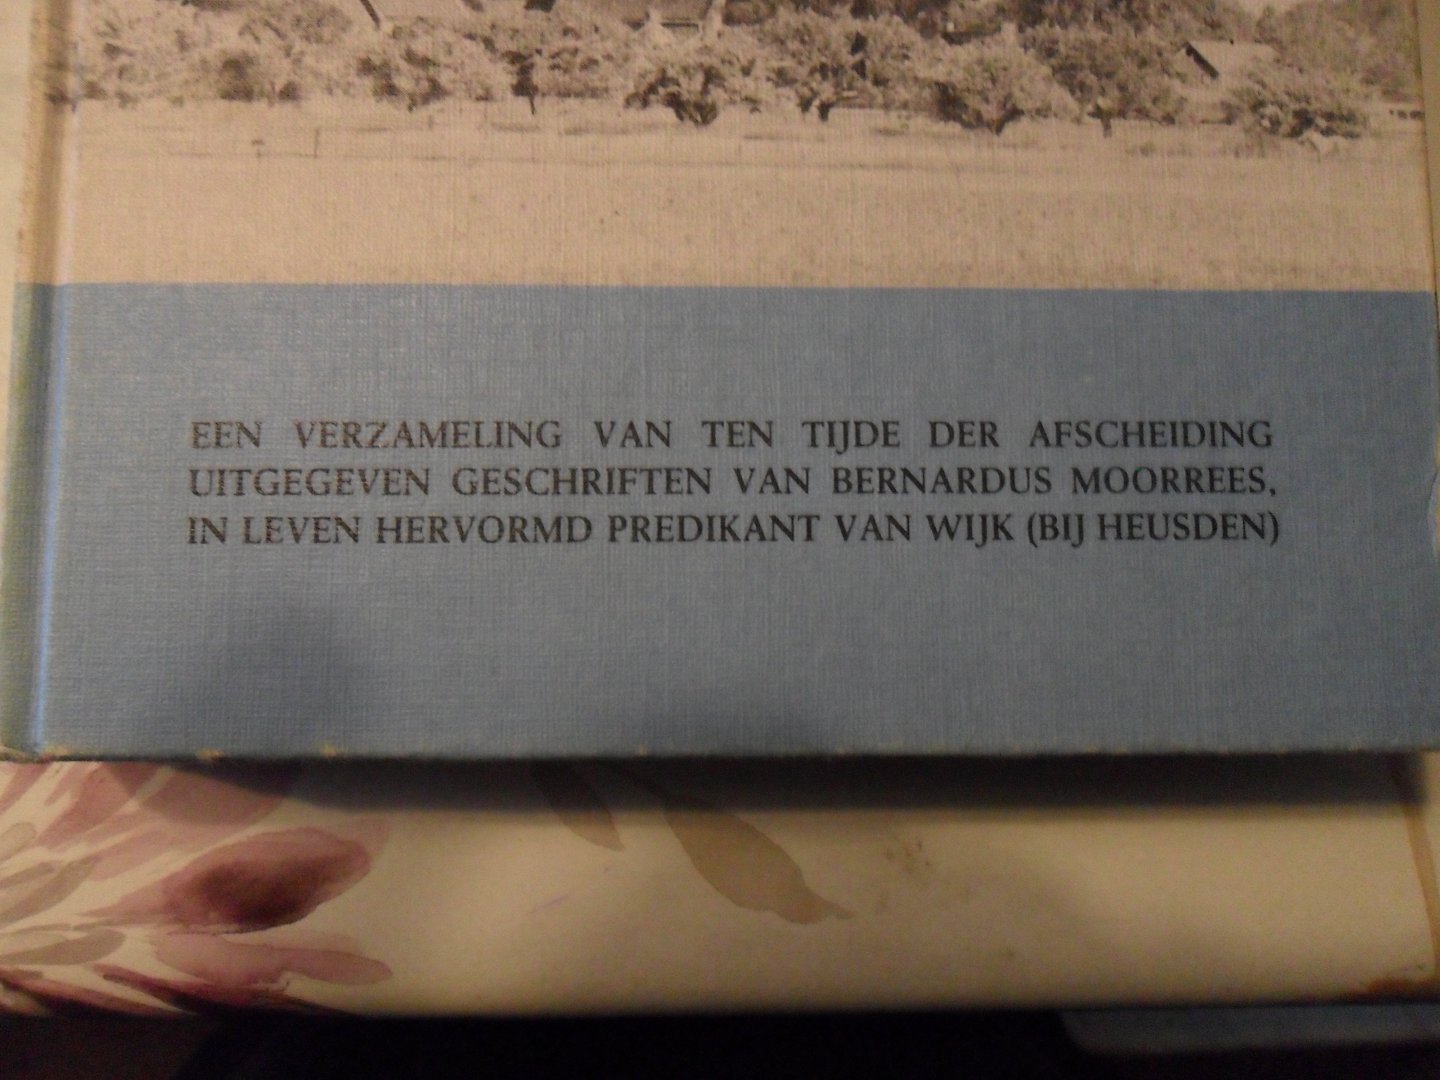 EEN VERZAMELING VAN TEN TIJDE DER AFSCHEIDING
UITGEGEVEN GESCHRIFTEN VAN BERNARDUS MOORREES,
IN LEVEN HERVORMD PREDIKANT VAN WIJK (BIJ HEUSDEN)